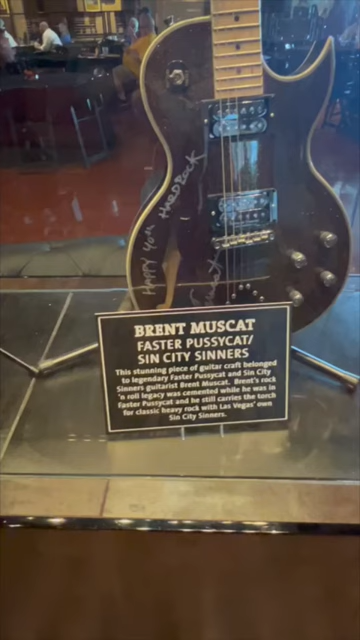 HAPPY
BRENT MUSCAT
FASTER PUSSYCAT/
SIN CITY SINNERS
This stunning piece of guitar craft belonged
to legendary Faster Pussycat and Sin City
Sinners guitarist Brent Muscat. Brent's rock
'n roll legacy was cemented while he was in
Faster Pussycat and he still carries the torch
for classic heavy rock with Las Vegas' own
Sin City Sinners.